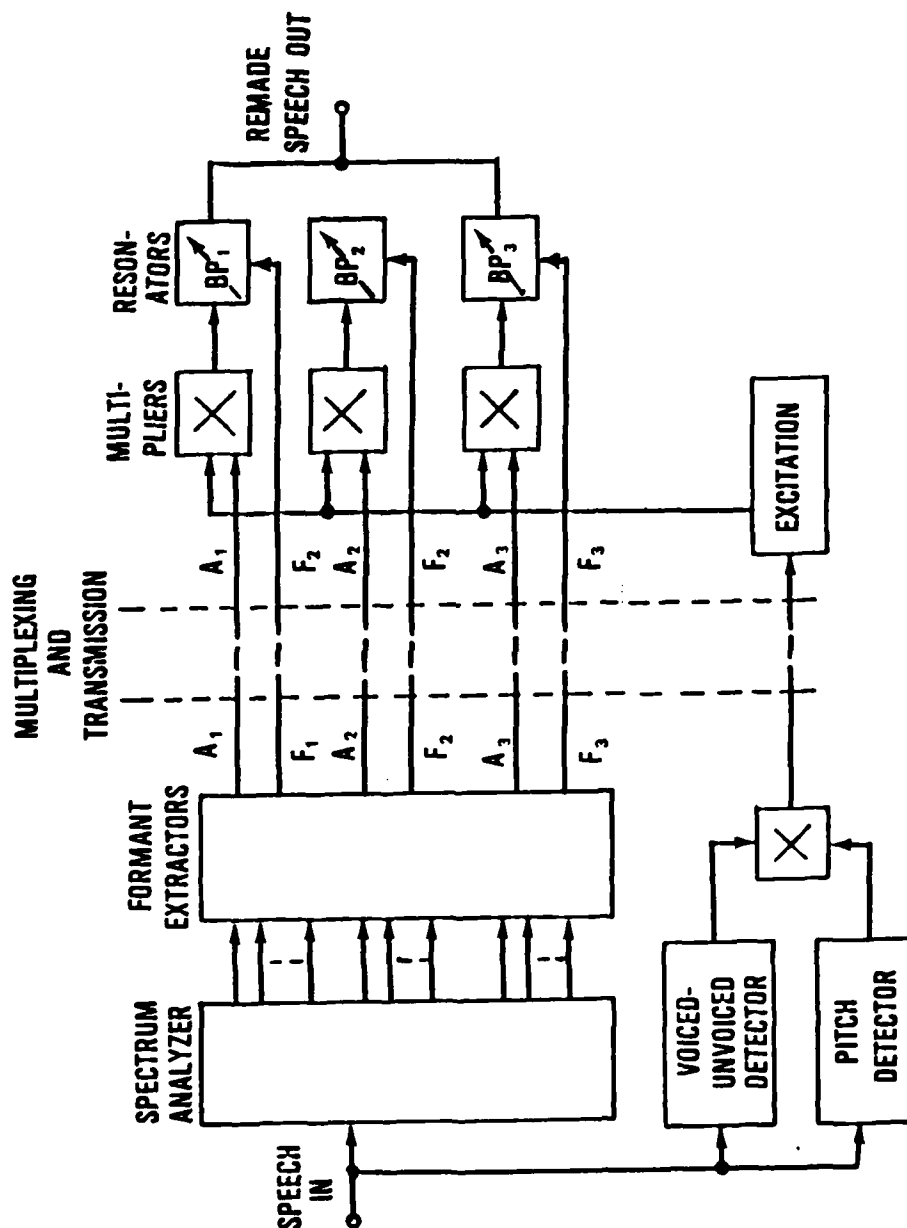 SPEECH
IN
SPECTRUM
ANALYZER
FORMANT
EXTRACTORS
MULTIPLEXING
AND
TRANSMISSION
MULTI-
PLIERS
RESON-
ATORS
REMADE
SPEECH OUT
A1
F1
A2
F2
A3
F3
A1
F2
A2
F2
A3
F3
BP1
BP2
BP3
VOICED-
UNVOICED
DETECTOR
PITCH
DETECTOR
EXCITATION